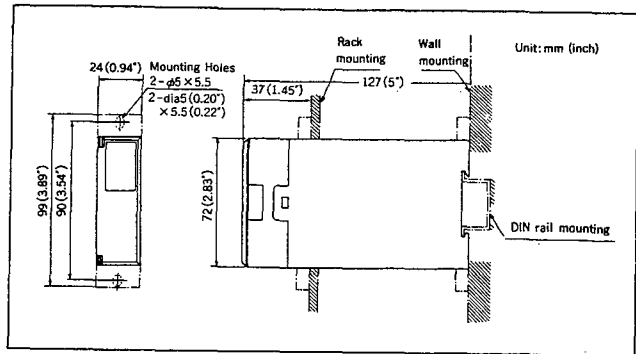 24 (0.94")
Mounting Holes
2-φ5×5.5
2-dia5 (0.20")
×5.5 (0.22")
Rack
mounting
Wall
mounting
Unit: mm (inch)
127 (5")
37 (1.45")
99 (3.89")
90 (3.54")
72 (2.83")
DIN rail mounting